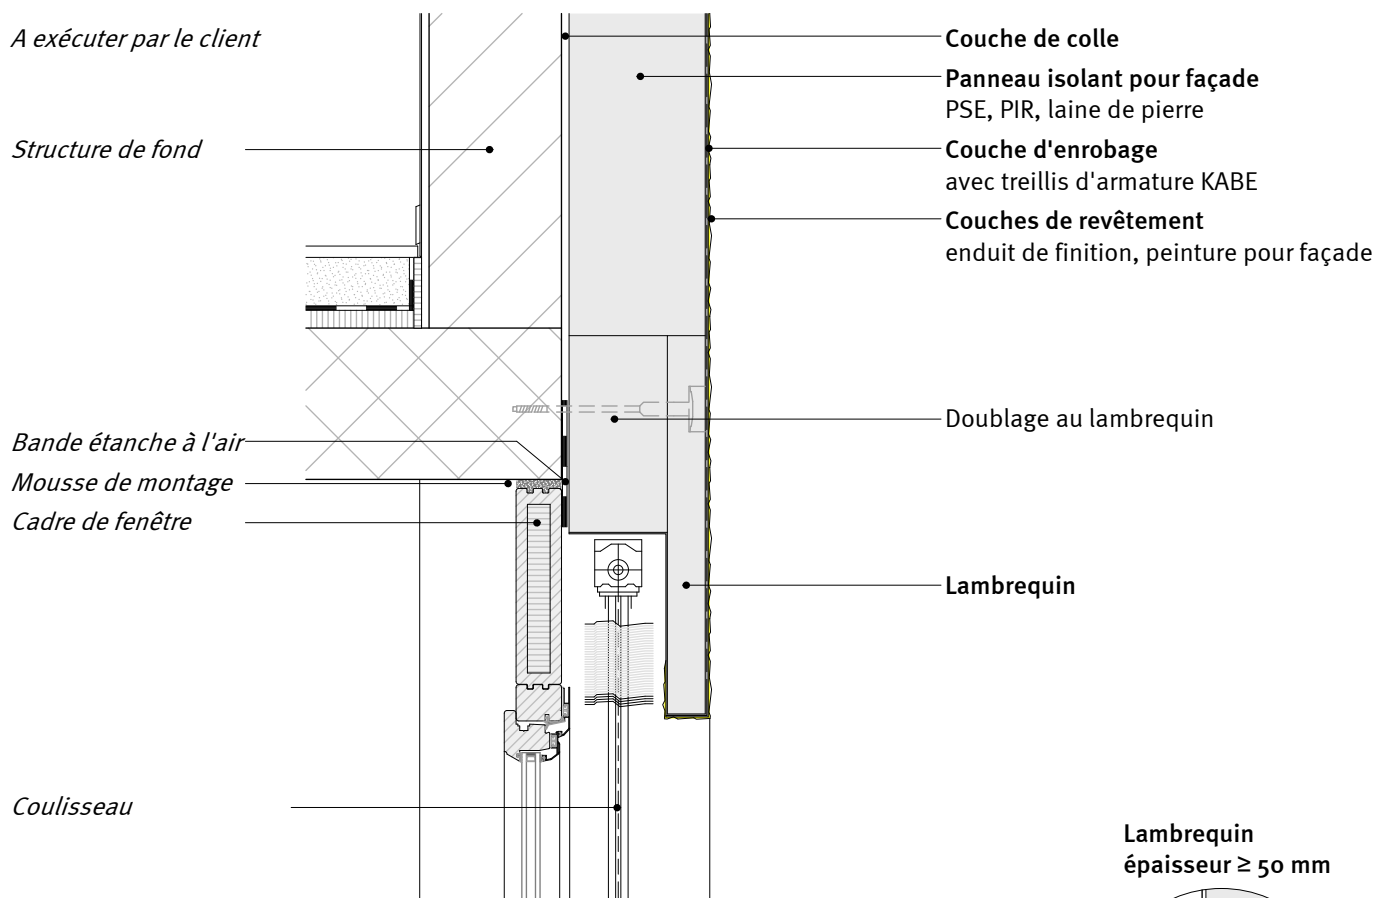 A exécuter par le client
Structure de fond
Bande étanche à l'air
Mousse de montage
Cadre de fenêtre
Coulisseau
Couche de colle
Panneau isolant pour façade
PSE, PIR, laine de pierre
Couche d'enrobage
avec treillis d'armature KABE
Couches de revêtement
enduit de finition, peinture pour façade
Doublage au lambrequin
Lambrequin
Lambrequin
épaisseur ≥ 50 mm